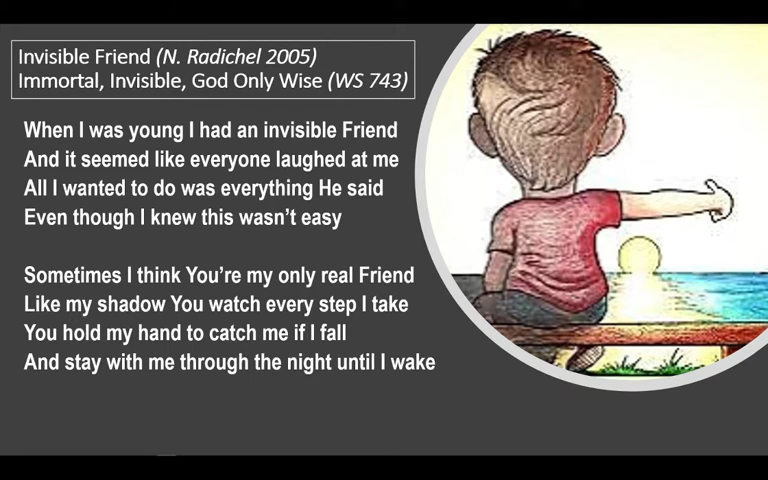 Invisible Friend (N. Radichel 2005)
Immortal, Invisible, God Only Wise (WS 743)
When I was young I had an invisible Friend
And it seemed like everyone laughed at me
All I wanted to do was everything He said
Even though I knew this wasn't easy
Sometimes I think You're my only real Friend
Like my shadow You watch every step I take
You hold my hand to catch me if I fall
And stay with me through the night until I wake